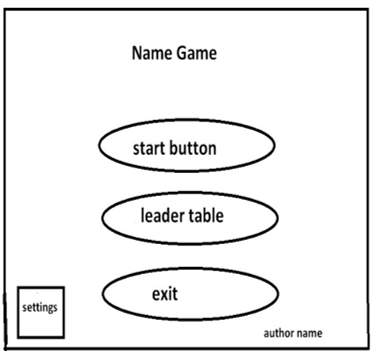 Name Game
start button
leader table
exit
settings
author name